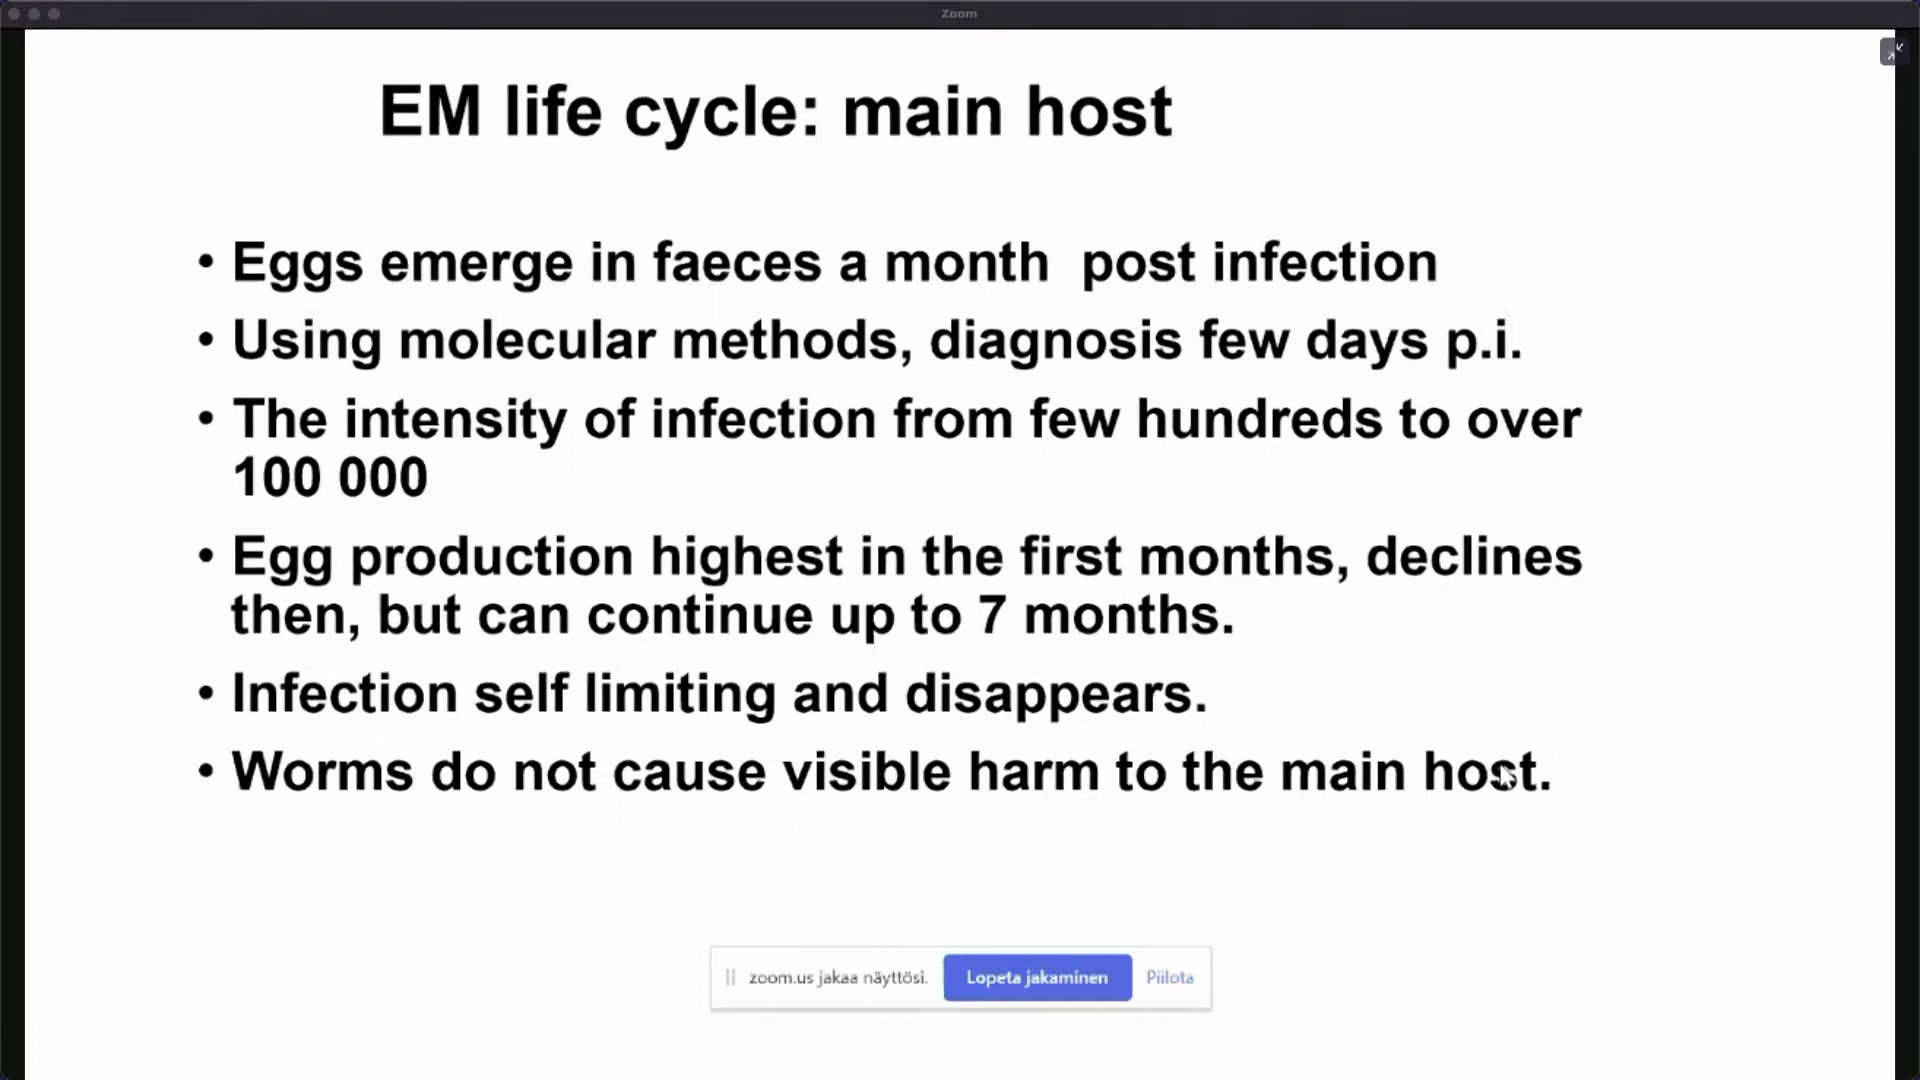 Zoom
EM life cycle: main host
• Eggs emerge in faeces a month  post infection
• Using molecular methods, diagnosis few days p.i.
• The intensity of infection from few hundreds to over
100 000
• Egg production highest in the first months, declines
then, but can continue up to 7 months.
• Infection self limiting and disappears.
• Worms do not cause visible harm to the main host.
zoom.us jakaa näyttösi. Lopeta jakaminen Piilota